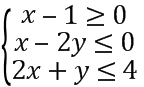 x − 1 ≥ 0
x − 2y ≤ 0
2x + y ≤ 4